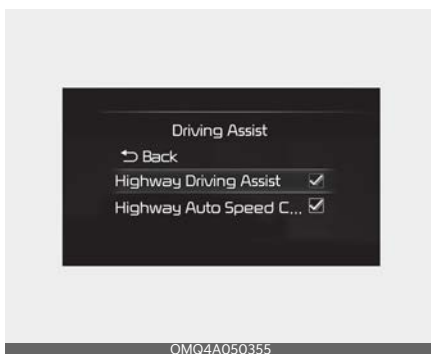 Driving Assist
Back
Highway Driving Assist
Highway Auto Speed C...
OMQ4A050355